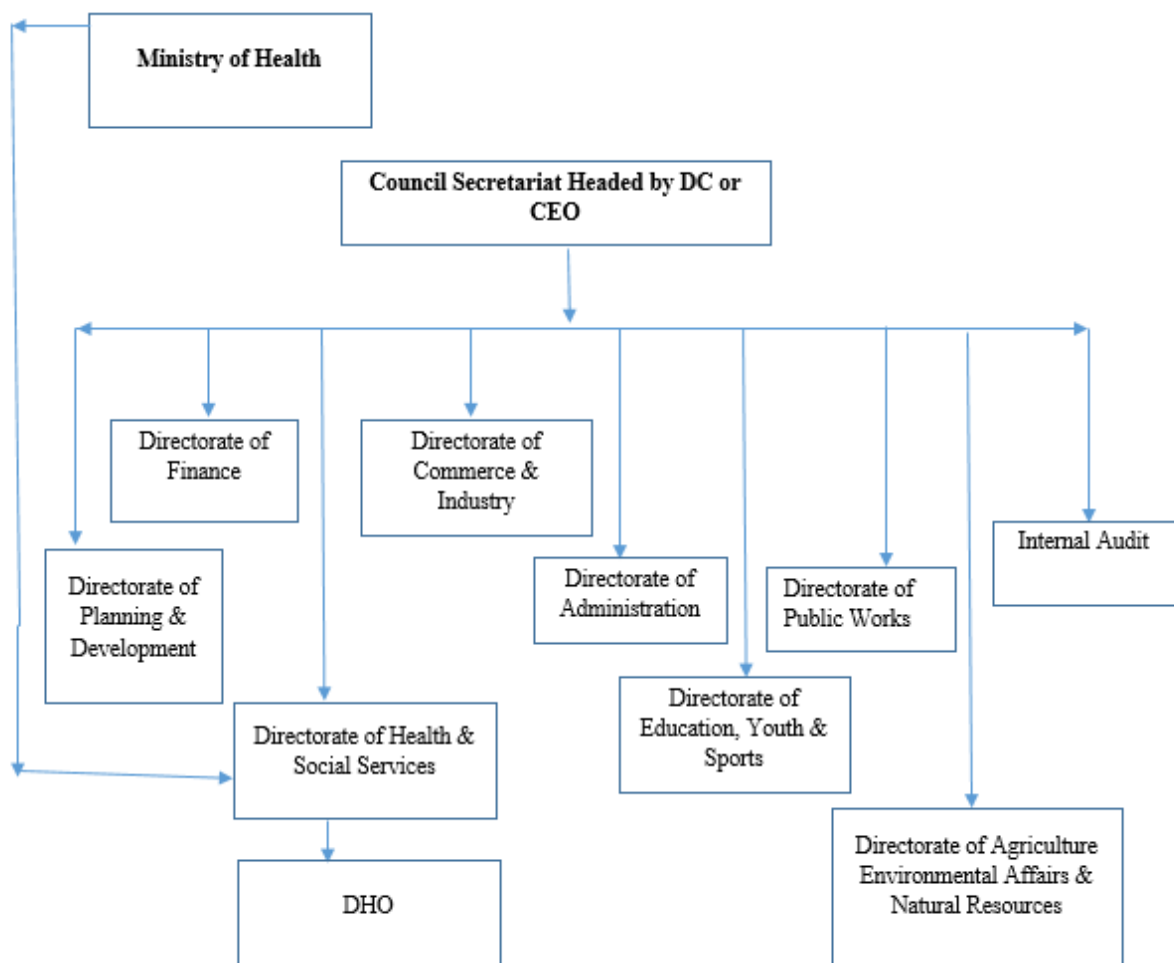 Ministry of Health
Council Secretariat Headed by DC or
CEO
Directorate of
Finance
Directorate of
Commerce &
Industry
Internal Audit
Directorate of
Planning &
Development
Directorate of
Administration
Directorate of
Public Works
Directorate of Health &
Social Services
Directorate of
Education, Youth &
Sports
Directorate of Agriculture
Environmental Affairs &
Natural Resources
DHO